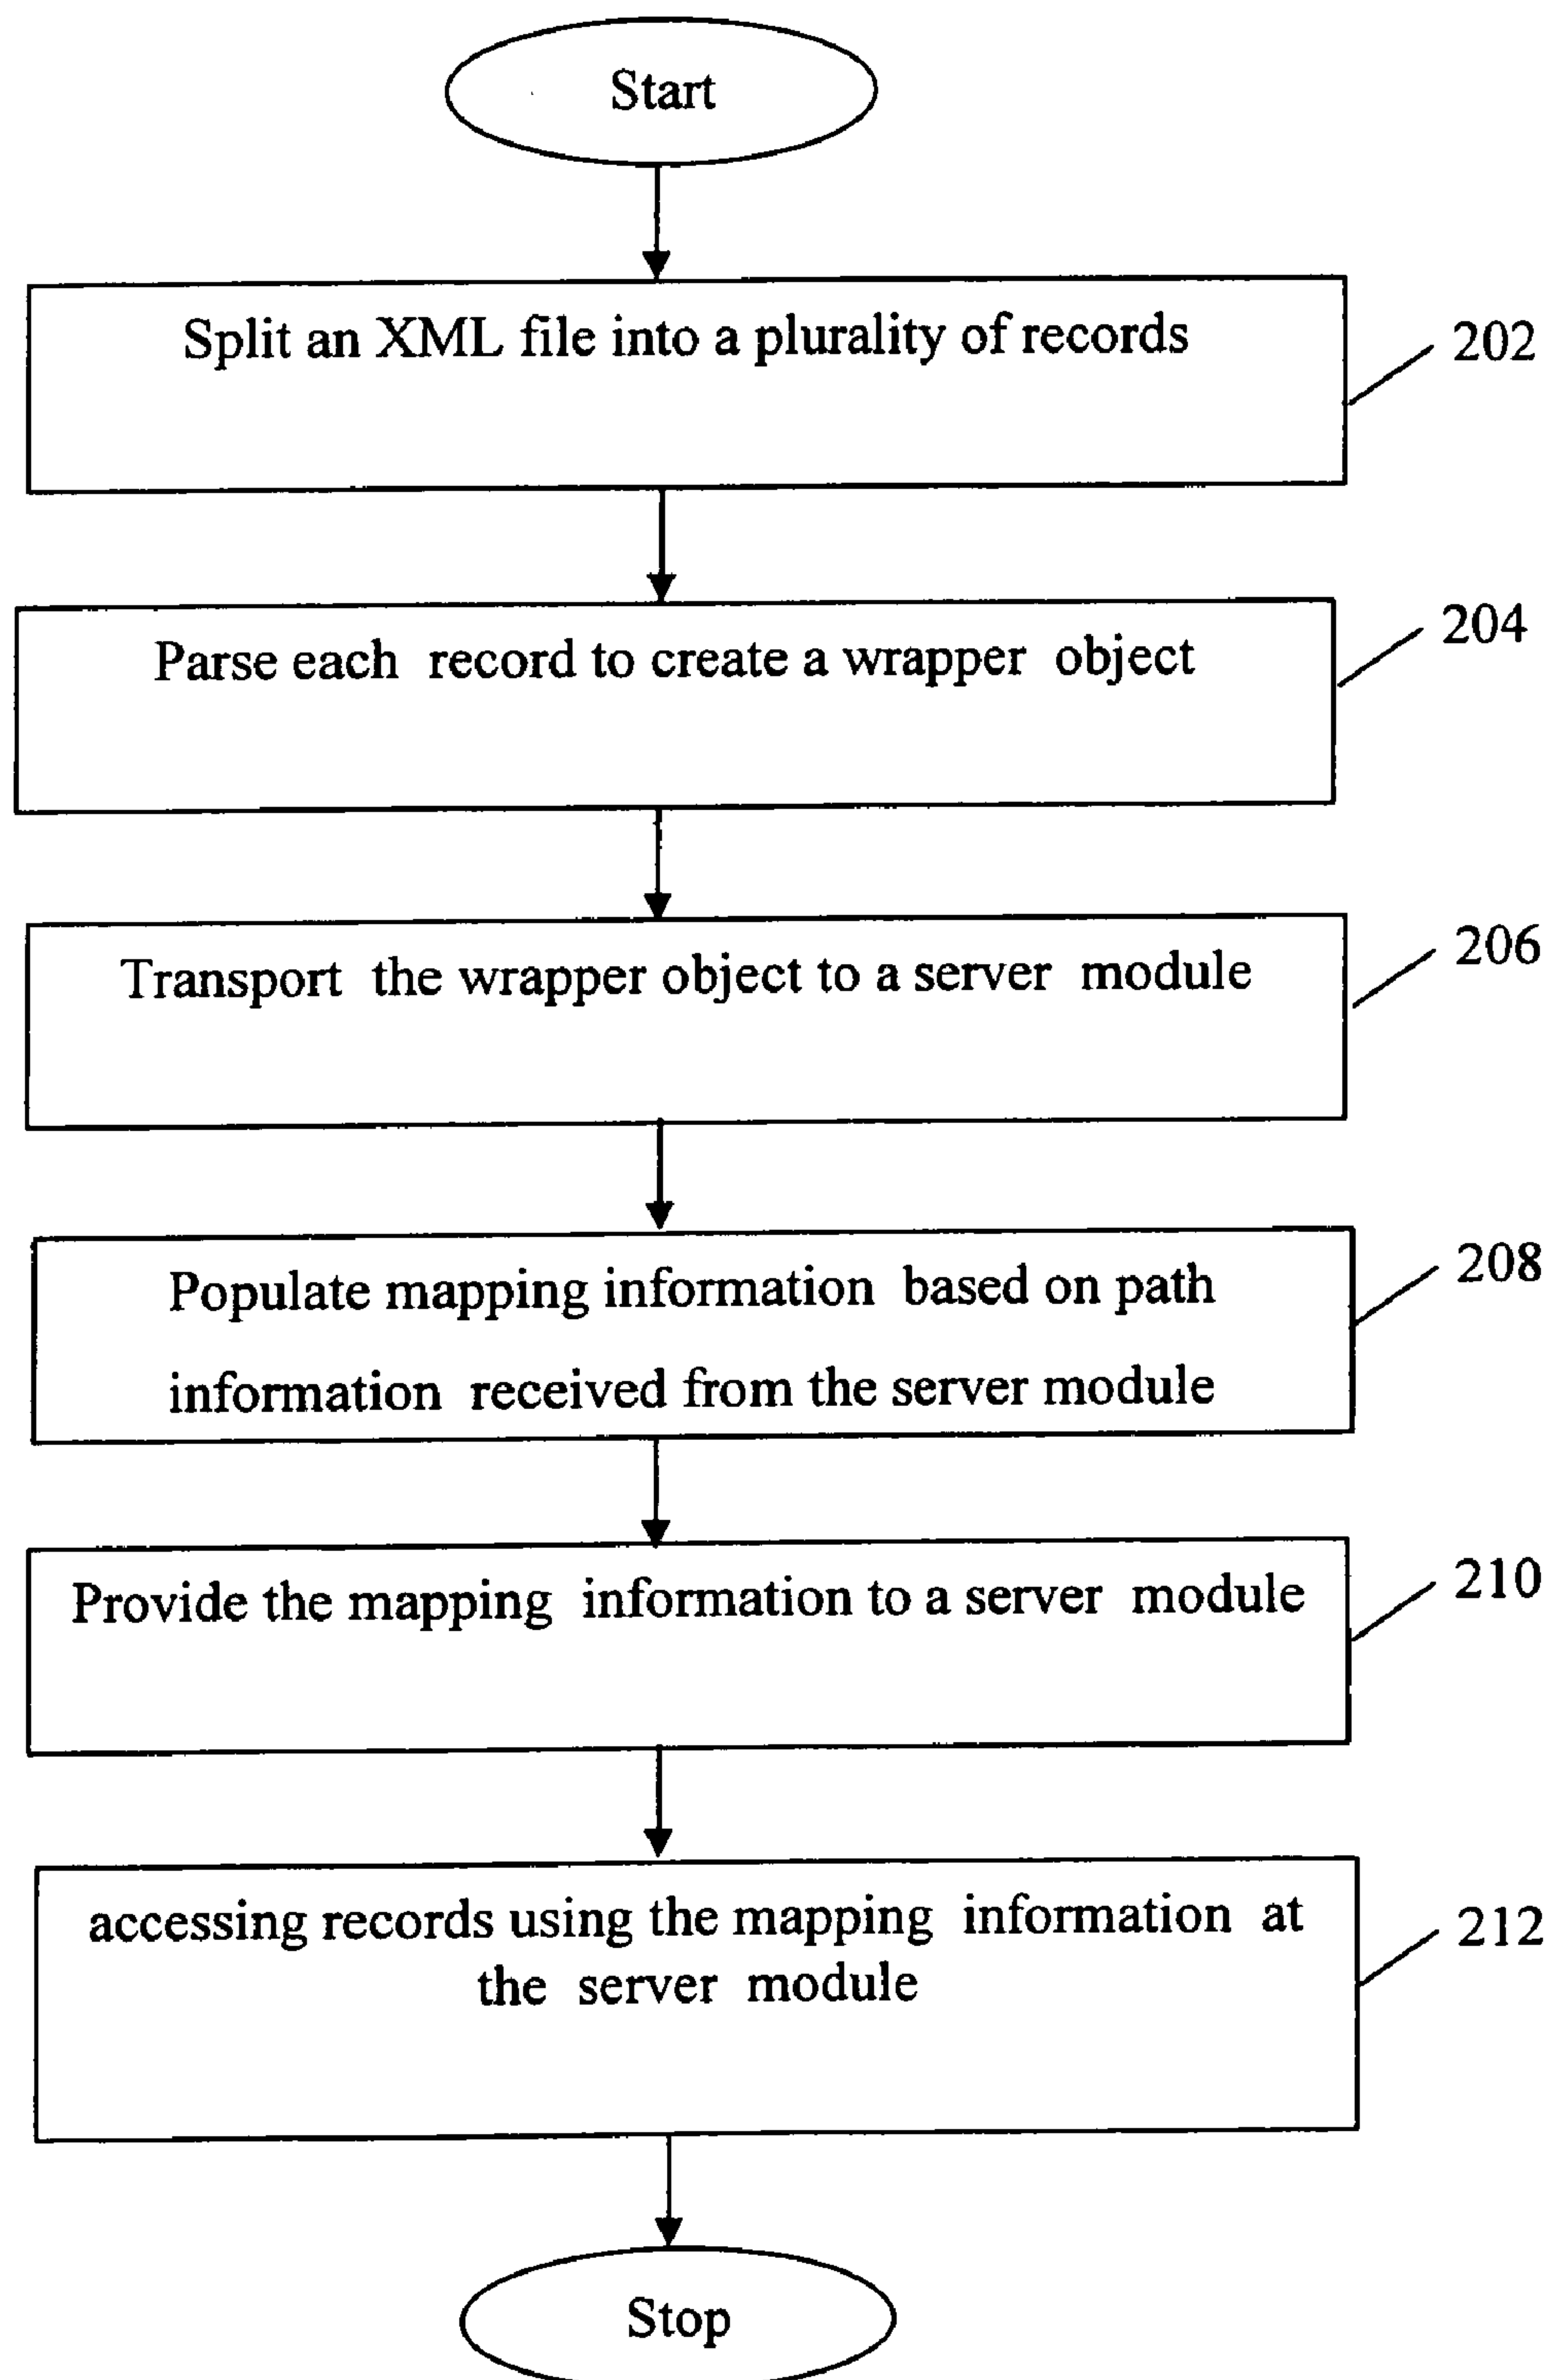 Start
Split an XML file into a plurality of records
202
Parse each record to create a wrapper object
204
Transport the wrapper object to a server module
206
Populate mapping information based on path
information received from the server module
208
Provide the mapping information to a server module
210
accessing records using the mapping information at
the server module
212
Stop